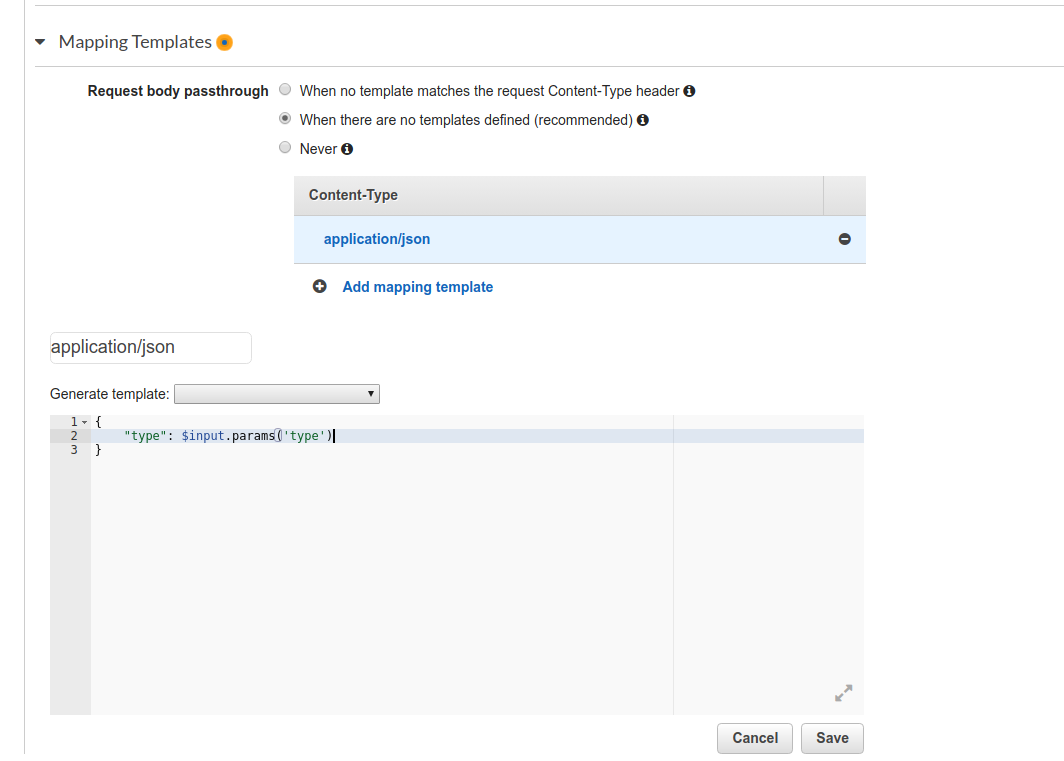 Mapping Templates
Request body passthrough
When no template matches the request Content-Type header
When there are no templates defined (recommended)
Never
Content-Type
application/json
Add mapping template
application/json
Generate template:
1 {
2 "type": $input.params('type')
3 }
Cancel Save